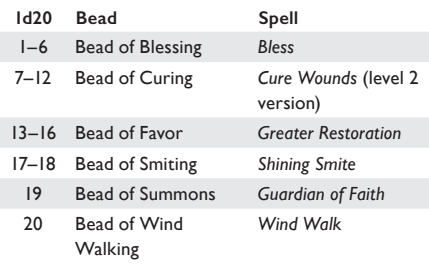 1d20 Bead Spell
1–6 Bead of Blessing Bless
7–12 Bead of Curing Cure Wounds (level 2
version)
13–16 Bead of Favor Greater Restoration
17–18 Bead of Smiting Shining Smite
19 Bead of Summons Guardian of Faith
20 Bead of Wind Wind Walk
Walking